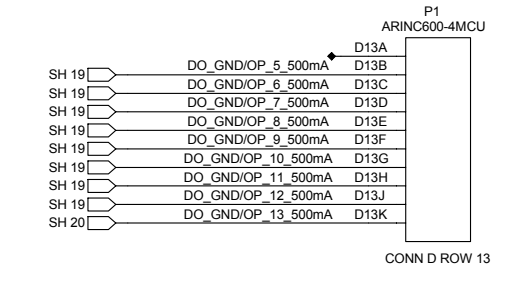 P1
ARINC600-4MCU
D13A
SH 19 DO_GND/OP_5_500mA D13B
SH 19 DO_GND/OP_6_500mA D13C
SH 19 DO_GND/OP_7_500mA D13D
SH 19 DO_GND/OP_8_500mA D13E
SH 19 DO_GND/OP_9_500mA D13F
SH 19 DO_GND/OP_10_500mA D13G
SH 19 DO_GND/OP_11_500mA D13H
SH 19 DO_GND/OP_12_500mA D13J
SH 20 DO_GND/OP_13_500mA D13K
CONN D ROW 13